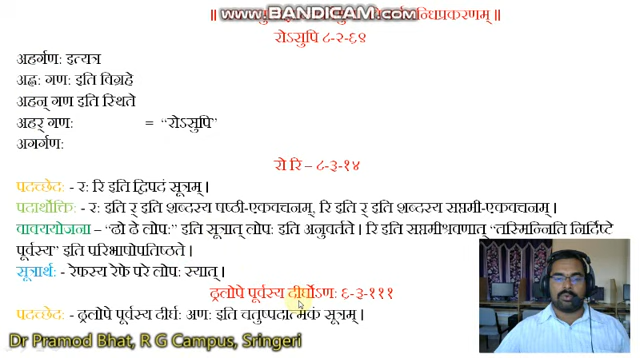 www.BANDICAM.com
रोऽसुपि ८-२-६९
अहर्गण: इत्यत्र
अह्न: गण: इति विग्रहे
अहन् गण इति स्थिते
अहर् गण: = “रोऽसुपि”
अगर्गण:
रो रि – ८-३-१४
पदच्छेद: - र: रि इति द्विपदं सूत्रम् ।
पदार्थोक्ति: - र: इति र् इति शब्दस्य षष्ठी-एकवचनम्. रि इति र् इति शब्दस्य सप्तमी-एकवचनम् ।
वाक्ययोजना – “ढो ढे लोप:” इति सूत्रात् लोप: इति अनुवर्तते । रि इति सप्तमीश्रवणात् “तस्मिन्निति निर्दिष्टे
पूर्वस्य” इति परिभाषोपतिष्ठते ।
सूत्रार्थ: - रेफस्य रेफे परे लोप: स्यात् ।
ढ्रलोपे पूर्वस्य दीर्घोऽण: ६-३-१११
पदच्छेद: - ढ्रलोपे पूर्वस्य दीर्घ: अण: इति चतुष्पदात्मकं सूत्रम् ।
Dr Pramod Bhat, R G Campus, Sringeri